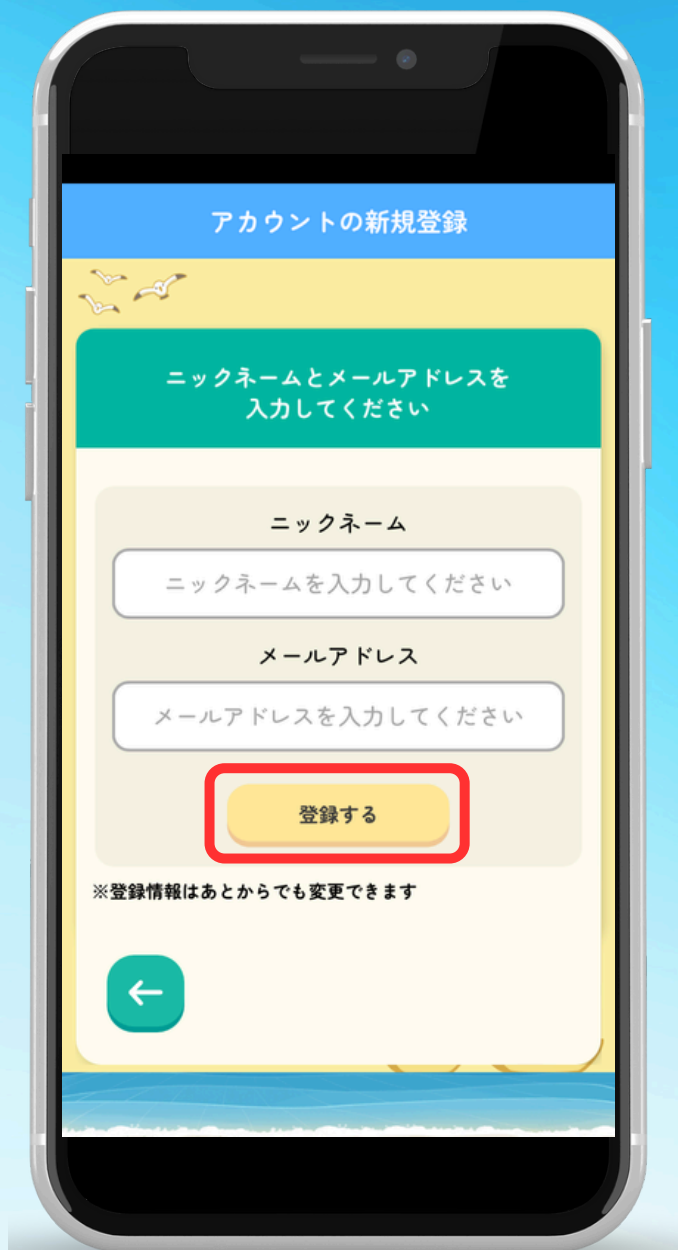 アカウントの新規登録
ニックネームとメールアドレスを
入力してください
ニックネーム
ニックネームを入力してください
メールアドレス
メールアドレスを入力してください
登録する
※登録情報はあとからでも変更できます